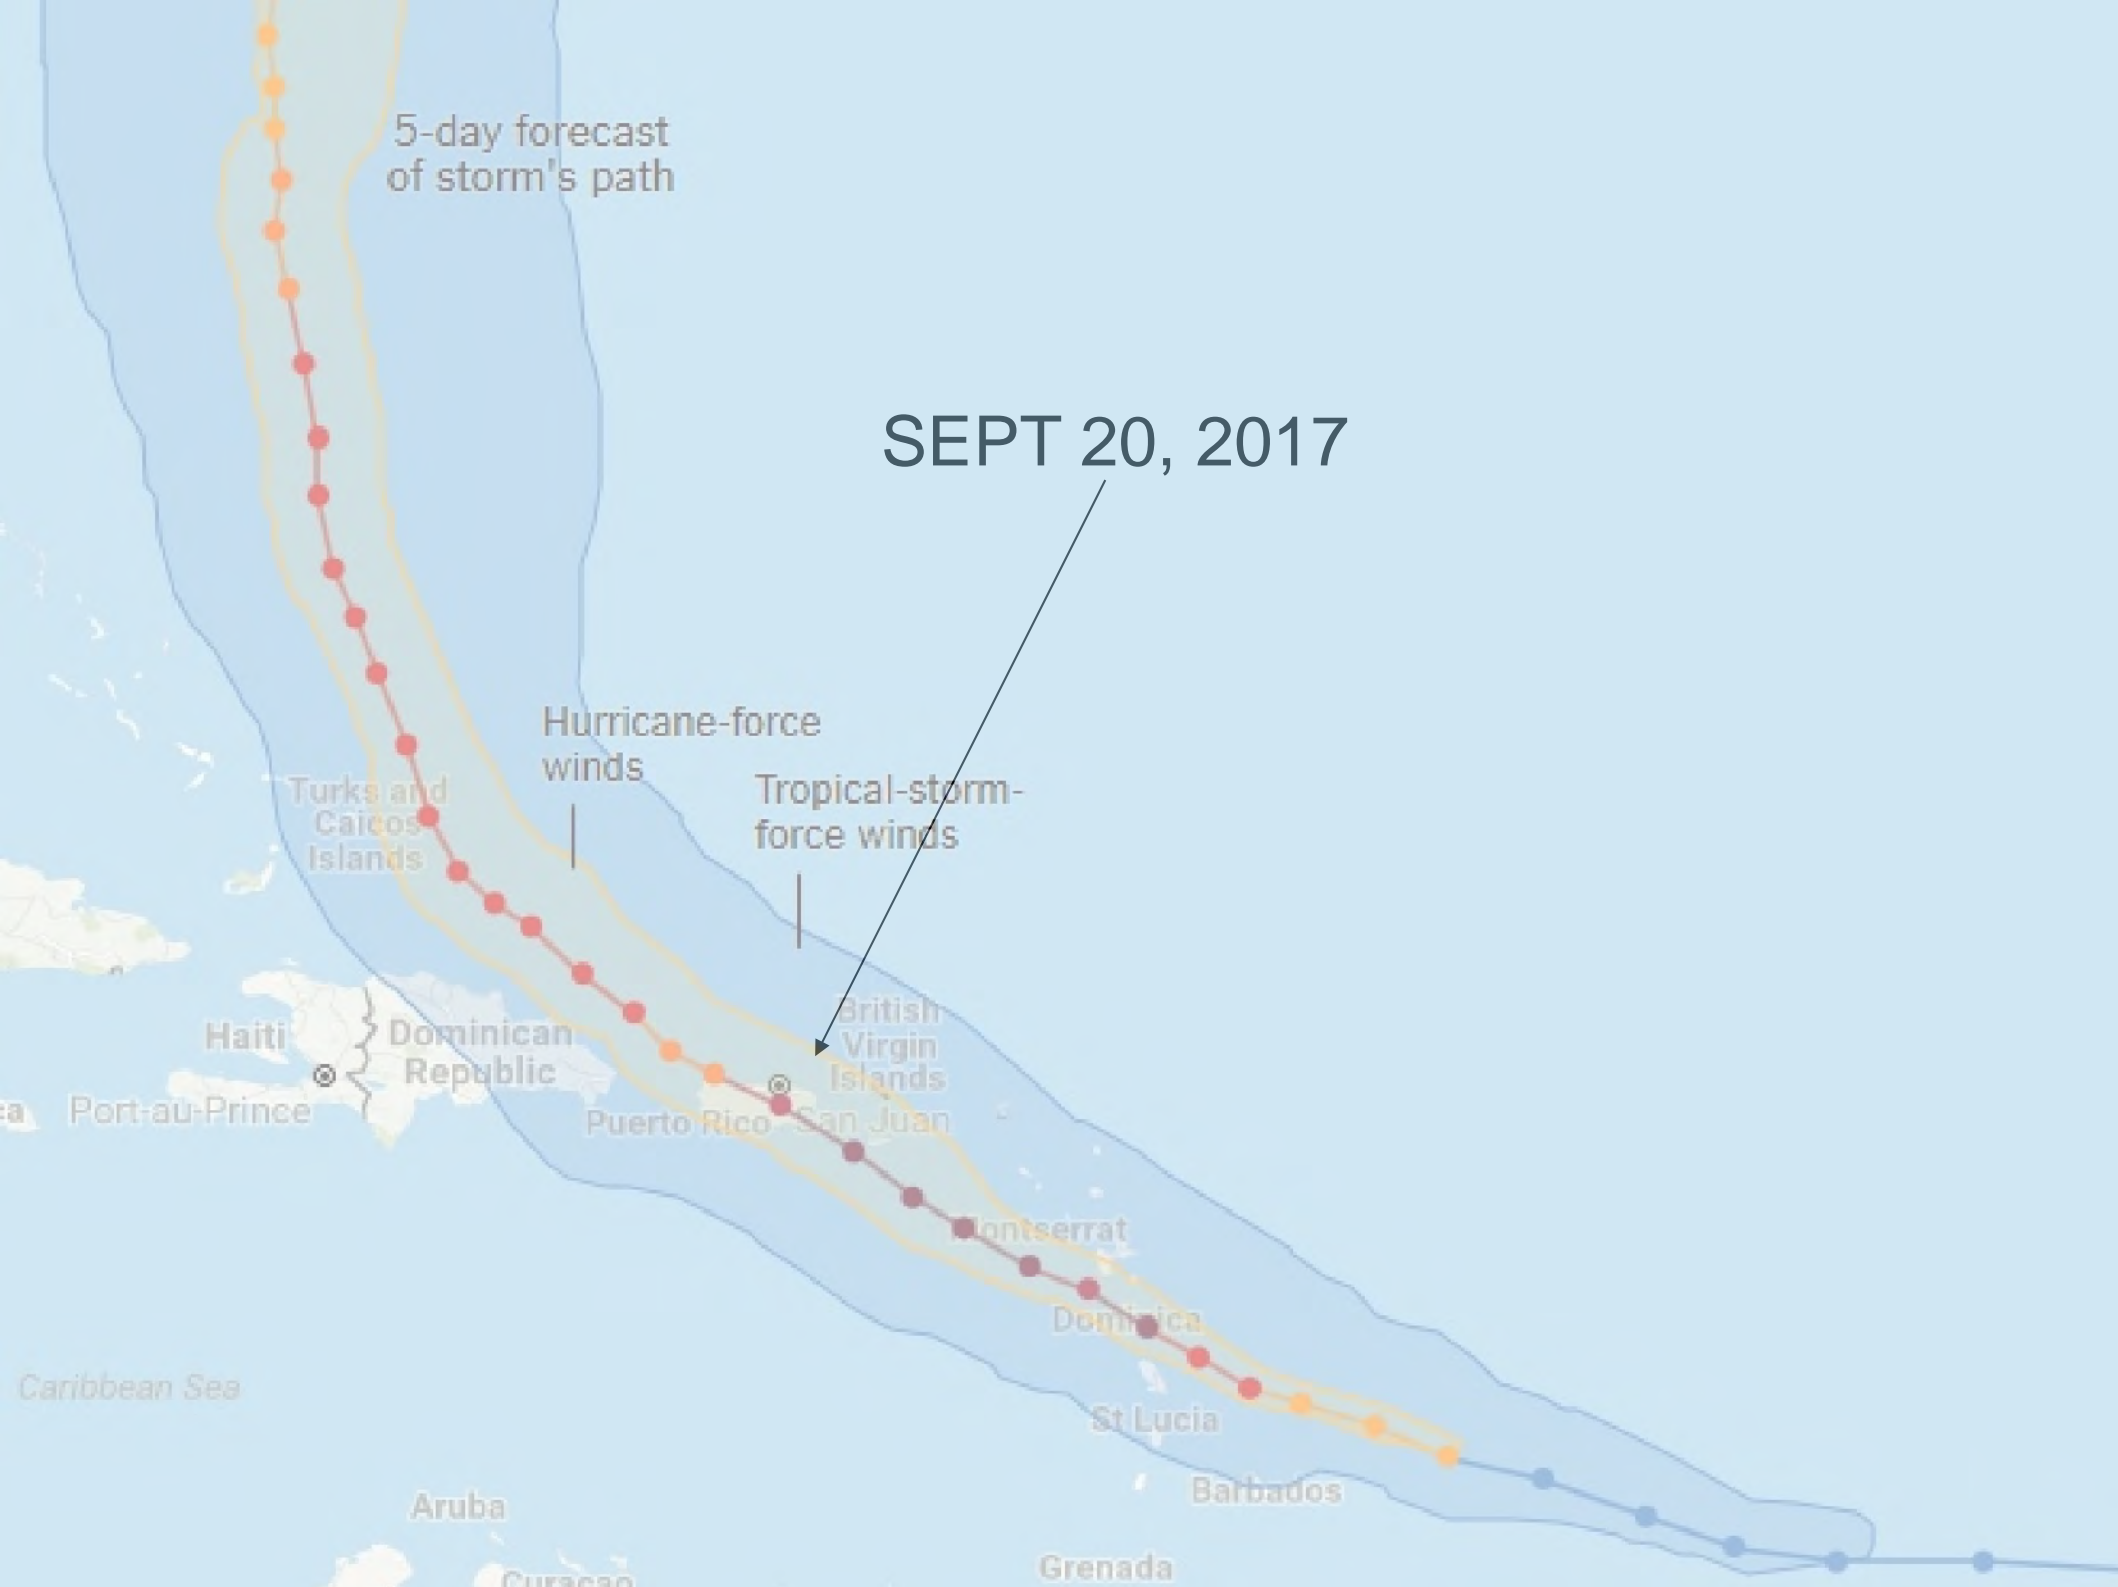 5-day forecast
of storm's path
SEPT 20, 2017
Hurricane-force
winds
Tropical-storm-
force winds
Turks and
Caicos
Islands
British
Virgin
Islands
Haiti
Dominican
Republic
Port-au-Prince
Puerto Rico
San Juan
Montserrat
Dominica
Caribbean Sea
St Lucia
Barbados
Aruba
Grenada
Curaçao